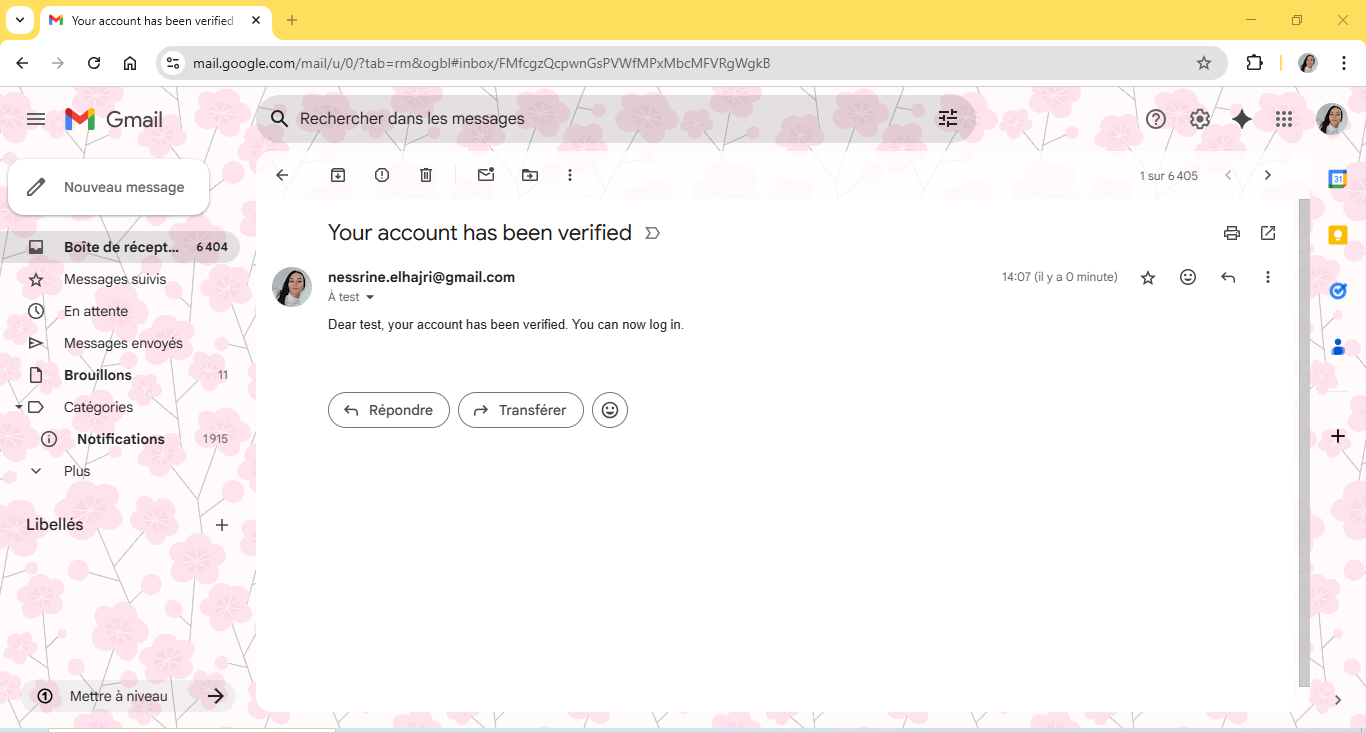 Your account has been verified
mail.google.com/mail/u/0/?tab=rm&ogbl#inbox/FMfcgzQcpwnGsPVWfMPxMbcMFVRgWgkB
Gmail
Rechercher dans les messages
Nouveau message
1 sur 6 405
31
Boîte de récept... 6 404
Messages suivis
En attente
Messages envoyés
Brouillons 11
Catégories
Notifications 1 915
Plus
Libellés
Mettre à niveau
Your account has been verified
nessrine.elhajri@gmail.com
14:07 (il y a 0 minute)
À test
Dear test, your account has been verified. You can now log in.
Répondre
Transférer